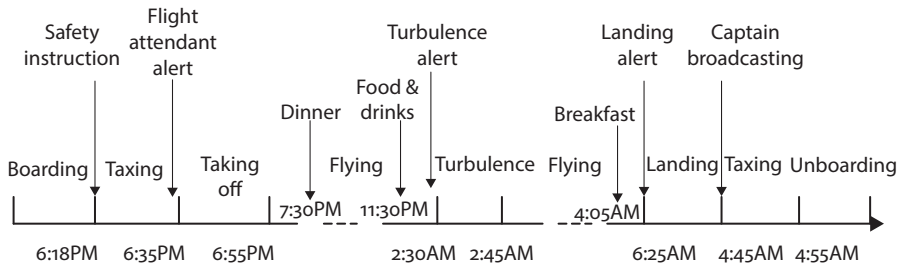 Safety
instruction
Flight
attendant
alert
Turbulence
alert
Landing
alert
Captain
broadcasting
Dinner
Food &
drinks
Breakfast
Boarding
Taxing
Taking
off
Flying
Turbulence
Flying
Landing
Taxing
Unboarding
7:30PM
11:30PM
4:05AM
6:18PM
6:35PM
6:55PM
2:30AM
2:45AM
6:25AM
4:45AM
4:55AM